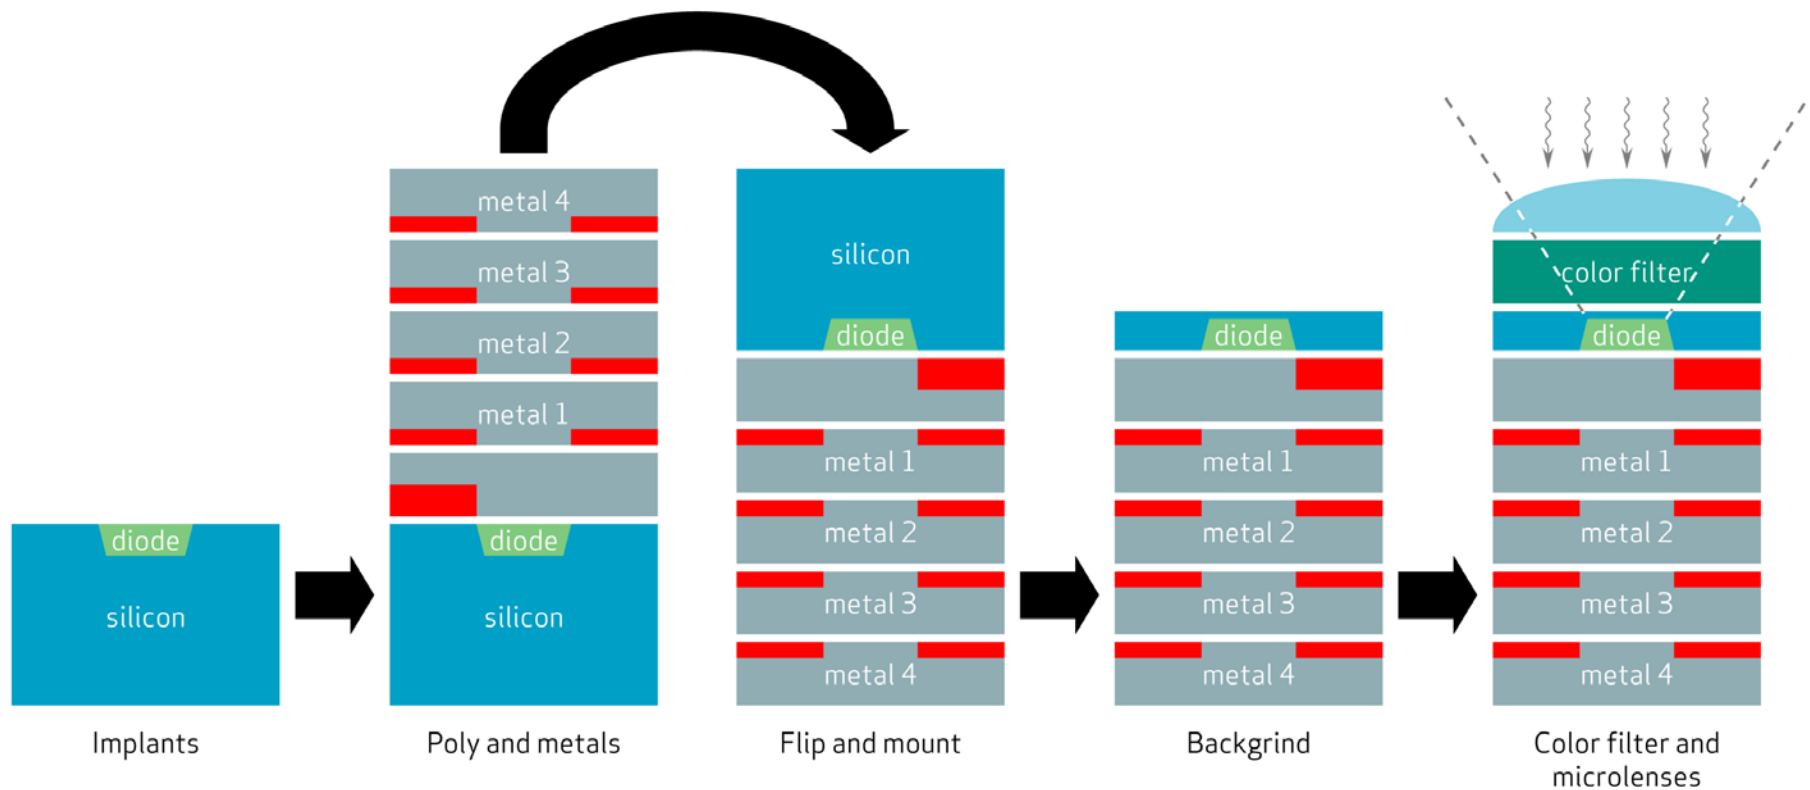 metal 4
metal 3
metal 2
metal 1
diode
silicon
diode
silicon
silicon
diode
metal 1
metal 2
metal 3
metal 4
diode
metal 1
metal 2
metal 3
metal 4
color filter
diode
metal 1
metal 2
metal 3
metal 4
Implants
Poly and metals
Flip and mount
Backgrind
Color filter and
microlenses